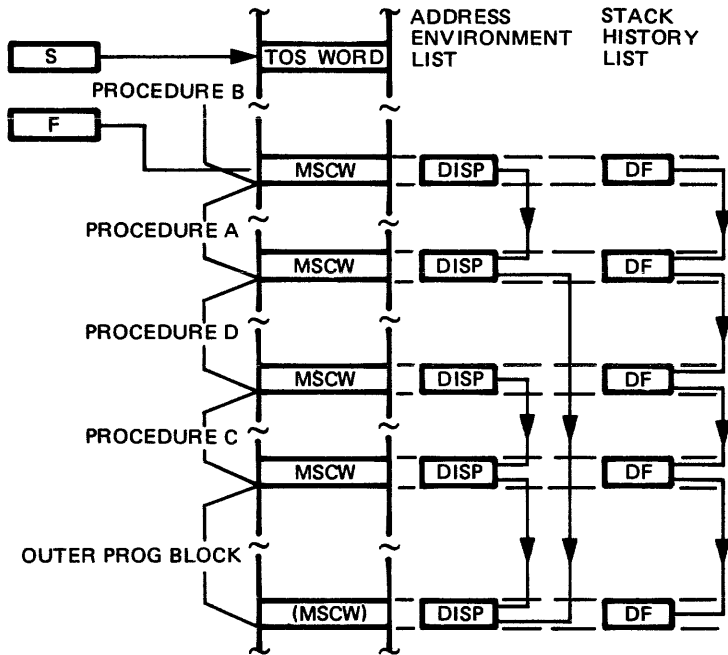 ADDRESS ENVIRONMENT LIST
STACK HISTORY LIST
S
TOS WORD
PROCEDURE B
F
MSCW
DISP
DF
PROCEDURE A
MSCW
DISP
DF
PROCEDURE D
MSCW
DISP
DF
PROCEDURE C
MSCW
DISP
DF
OUTER PROG BLOCK
(MSCW)
DISP
DF